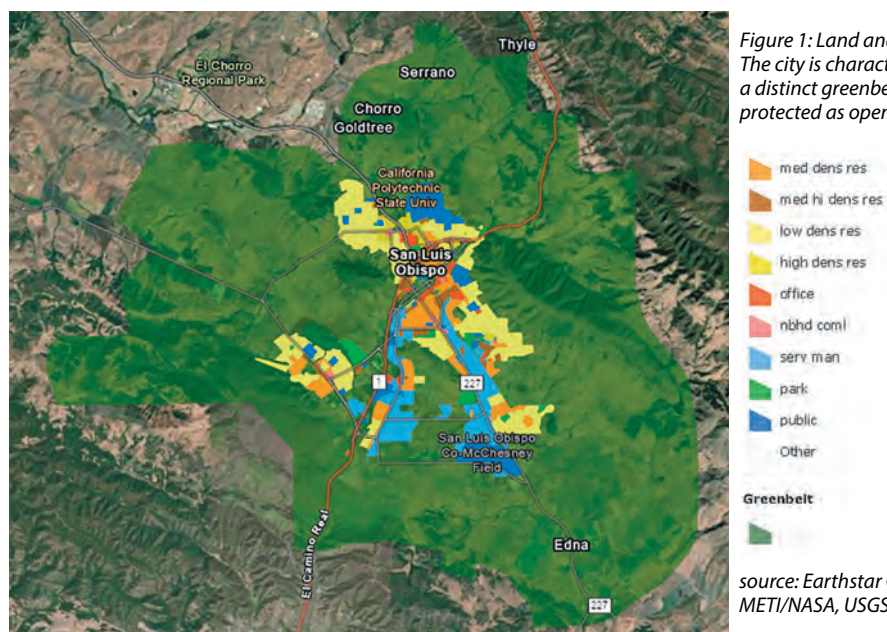 Thyle
Serrano
El Chorro
Regional Park
Chorro
Goldtree
California
Polytechnic
State Univ
San Luis
Obispo
1
227
San Luis Obispo
Co-McChesney
Field
El Camino Real
Edna
227
Figure 1: Land and
The city is charact
a distinct greenbe
protected as open
med dens res
med hi dens res
low dens res
high dens res
office
nbhd coml
serv man
park
public
Other
Greenbelt
source: Earthstar
METI/NASA, USGS